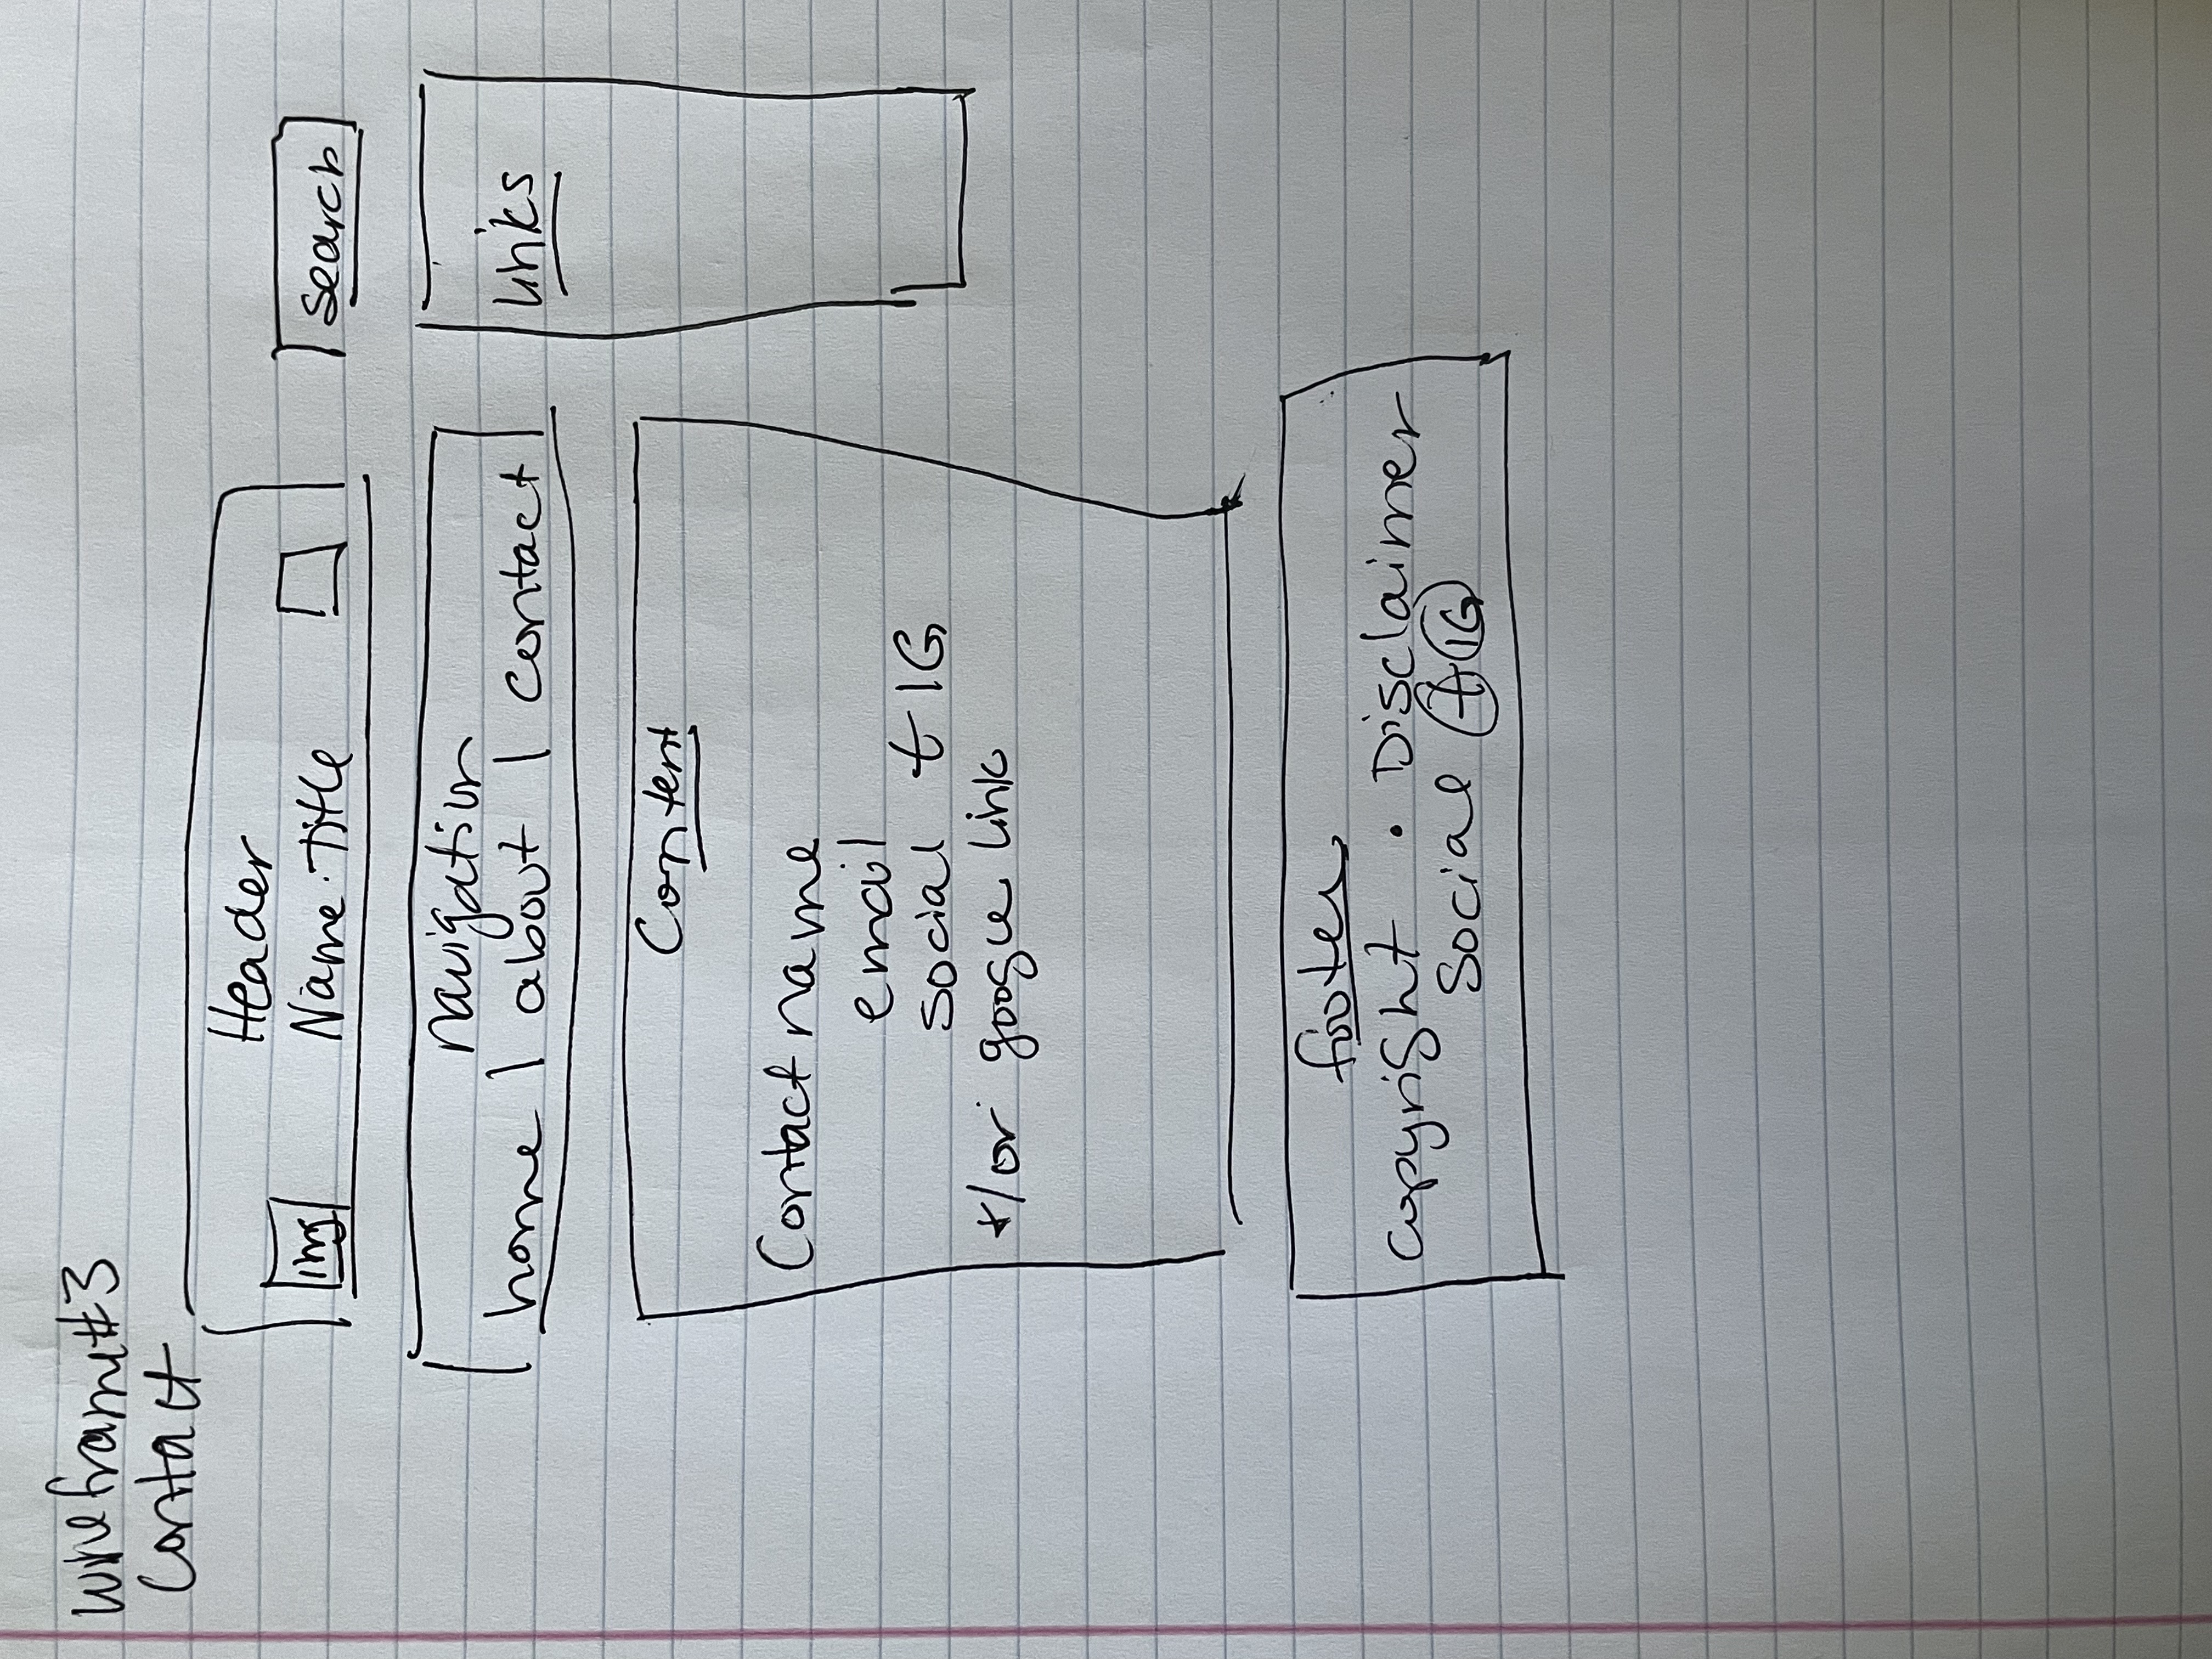 wireframe #3
Contact
Header
img
Name · Title
search
navigation
home | about | contact
links
Content
Contact name
email
social t IG
+/or google link
footer
copyright · Disclaimer
social t IG